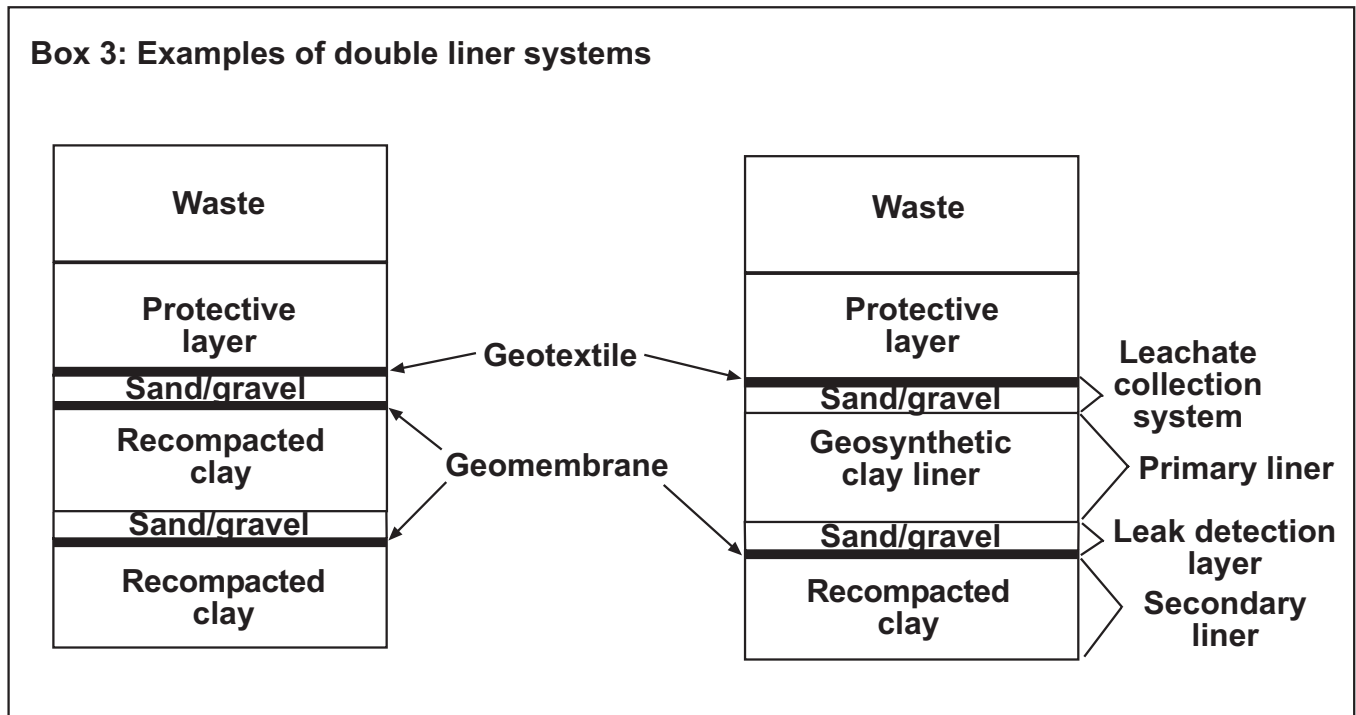 Box 3: Examples of double liner systems
Waste
Protective
layer
Sand/gravel
Recompacted
clay
Sand/gravel
Recompacted
clay
Geotextile
Geomembrane
Waste
Protective
layer
Sand/gravel
Geosynthetic
clay liner
Sand/gravel
Recompacted
clay
Leachate
collection
system
Primary liner
Leak detection
layer
Secondary
liner